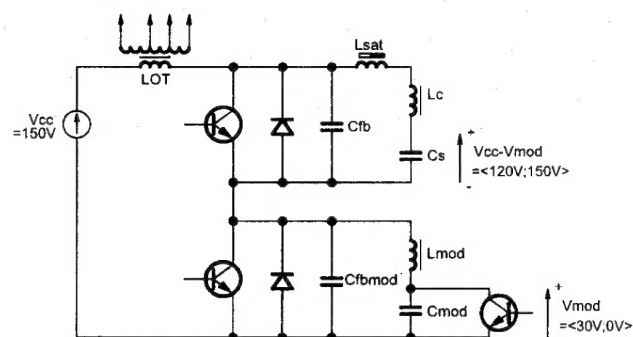 LOT
Lsat
Vcc
=150V
Cfb
Lc
Cs
+
Vcc-Vmod
=<120V;150V>
-
Lmod
Cfbmod
Cmod
+
Vmod
=<30V;0V>
-